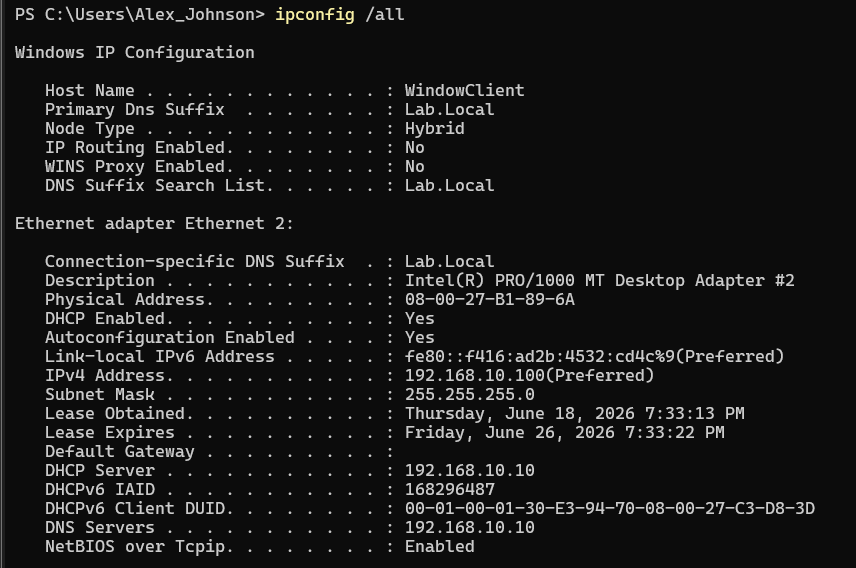 PS C:\Users\Alex_Johnson> ipconfig /all
Windows IP Configuration
Host Name . . . . . . . . . . . . : WindowClient
Primary Dns Suffix  . . . . . . . : Lab.Local
Node Type . . . . . . . . . . . . : Hybrid
IP Routing Enabled. . . . . . . . : No
WINS Proxy Enabled. . . . . . . . : No
DNS Suffix Search List. . . . . . : Lab.Local
Ethernet adapter Ethernet 2:
Connection-specific DNS Suffix  . : Lab.Local
Description . . . . . . . . . . . : Intel(R) PRO/1000 MT Desktop Adapter #2
Physical Address. . . . . . . . . : 08-00-27-B1-89-6A
DHCP Enabled. . . . . . . . . . . : Yes
Autoconfiguration Enabled . . . . : Yes
Link-local IPv6 Address . . . . . : fe80::f416:ad2b:4532:cd4c%9(Preferred)
IPv4 Address. . . . . . . . . . . : 192.168.10.100(Preferred)
Subnet Mask . . . . . . . . . . . : 255.255.255.0
Lease Obtained. . . . . . . . . . : Thursday, June 18, 2026 7:33:13 PM
Lease Expires . . . . . . . . . . : Friday, June 26, 2026 7:33:22 PM
Default Gateway . . . . . . . . . :
DHCP Server . . . . . . . . . . . : 192.168.10.10
DHCPv6 IAID . . . . . . . . . . . : 168296487
DHCPv6 Client DUID. . . . . . . . : 00-01-00-01-30-E3-94-70-08-00-27-C3-D8-3D
DNS Servers . . . . . . . . . . . : 192.168.10.10
NetBIOS over Tcpip. . . . . . . . : Enabled